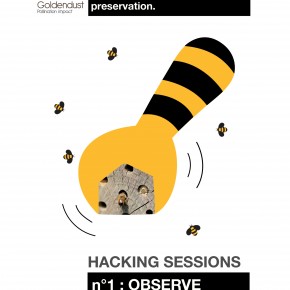 Goldendust
Pollination impact
preservation.
HACKING SESSIONS
n°1 : OBSERVE